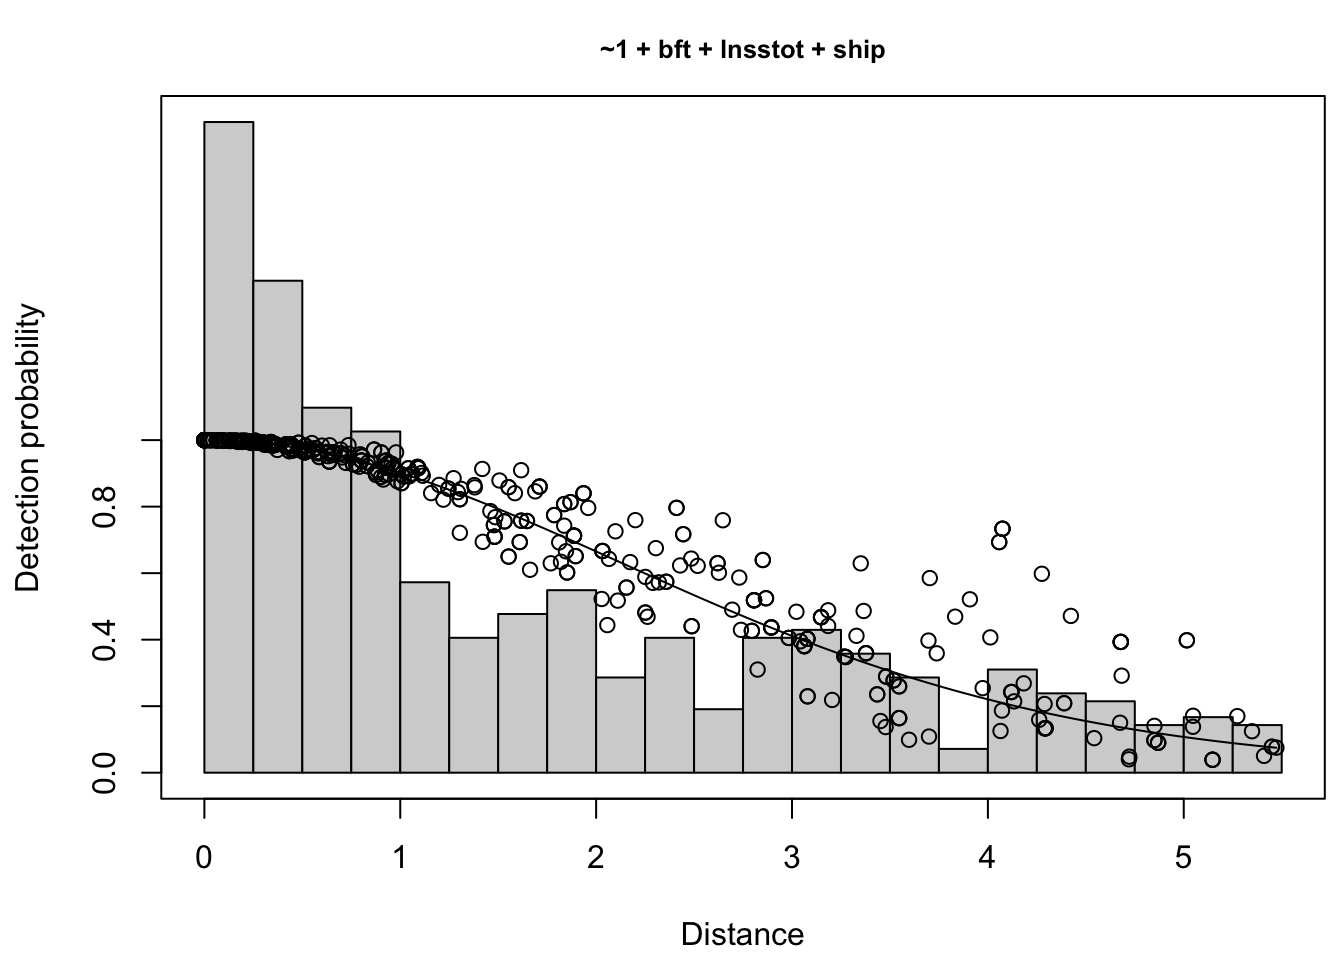 ~1 + bft + lnsstot + ship
Detection probability
0.8
0.4
0.0
0 1 2 3 4 5
Distance